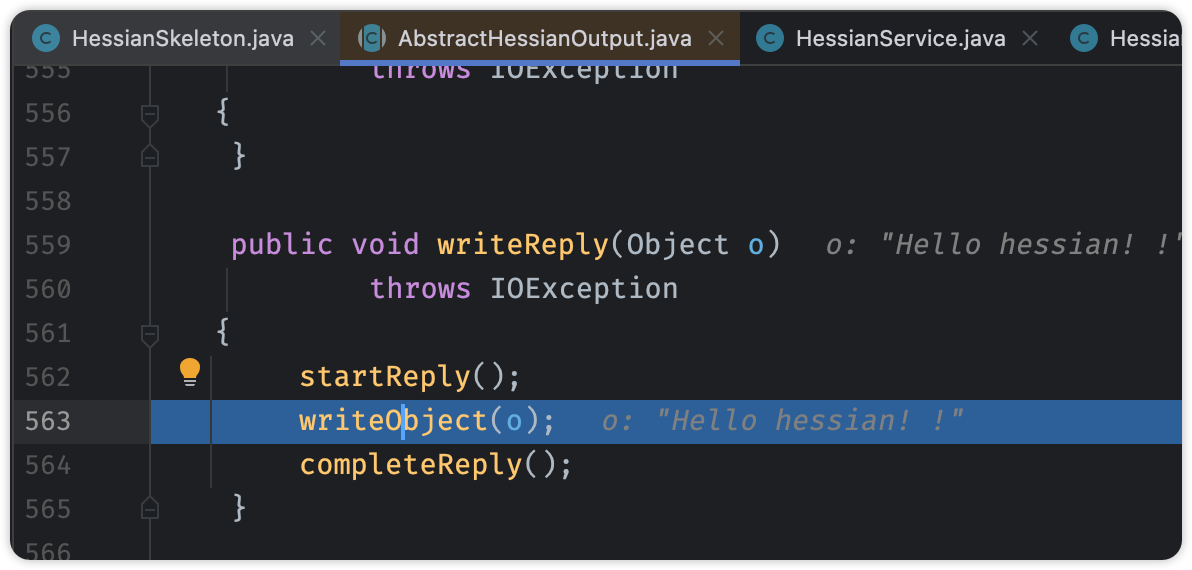 HessianSkeleton.java AbstractHessianOutput.java HessianService.java Hessia
555 throws IOException
556 {
557 }
558
559 public void writeReply(Object o) o: "Hello hessian! !"
560 throws IOException
561 {
562 startReply();
563 writeObject(o); o: "Hello hessian! !"
564 completeReply();
565 }
566